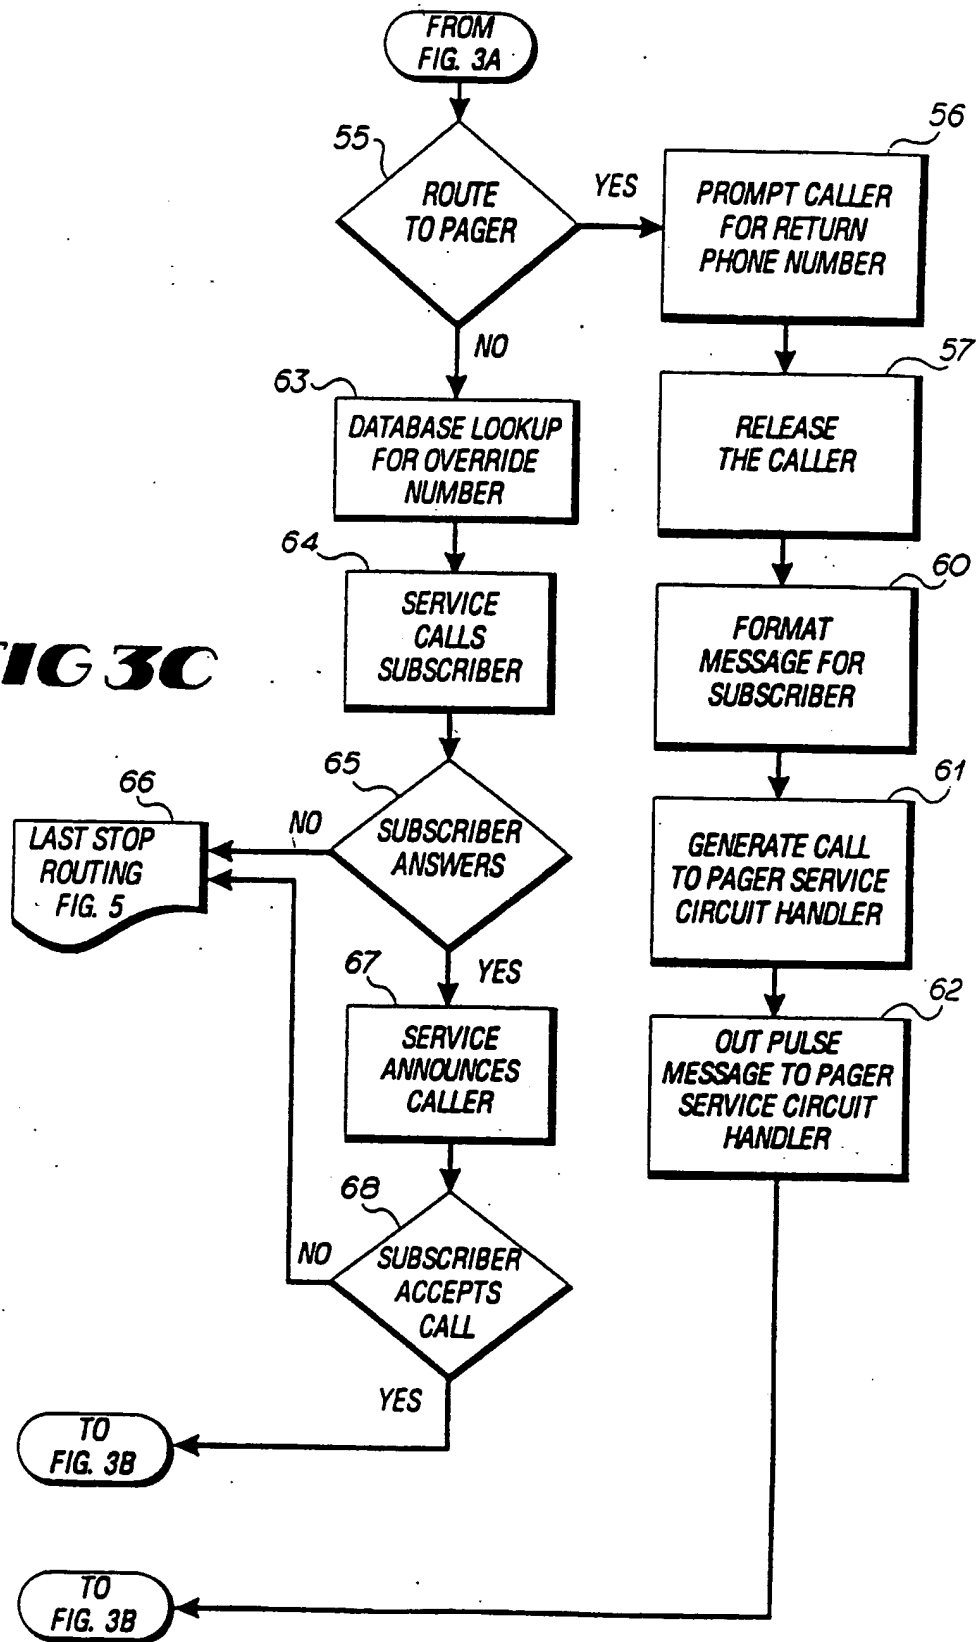 FROM
FIG. 3A
55
ROUTE
TO PAGER
YES
56
PROMPT CALLER
FOR RETURN
PHONE NUMBER
NO
57
RELEASE
THE CALLER
63
DATABASE LOOKUP
FOR OVERRIDE
NUMBER
64
SERVICE
CALLS
SUBSCRIBER
60
FORMAT
MESSAGE FOR
SUBSCRIBER
FIG 3C
65
SUBSCRIBER
ANSWERS
NO
66
LAST STOP
ROUTING
FIG. 5
61
GENERATE CALL
TO PAGER SERVICE
CIRCUIT HANDLER
YES
67
SERVICE
ANNOUNCES
CALLER
62
OUT PULSE
MESSAGE TO PAGER
SERVICE CIRCUIT
HANDLER
68
SUBSCRIBER
ACCEPTS
CALL
NO
YES
TO
FIG. 3B
TO
FIG. 3B